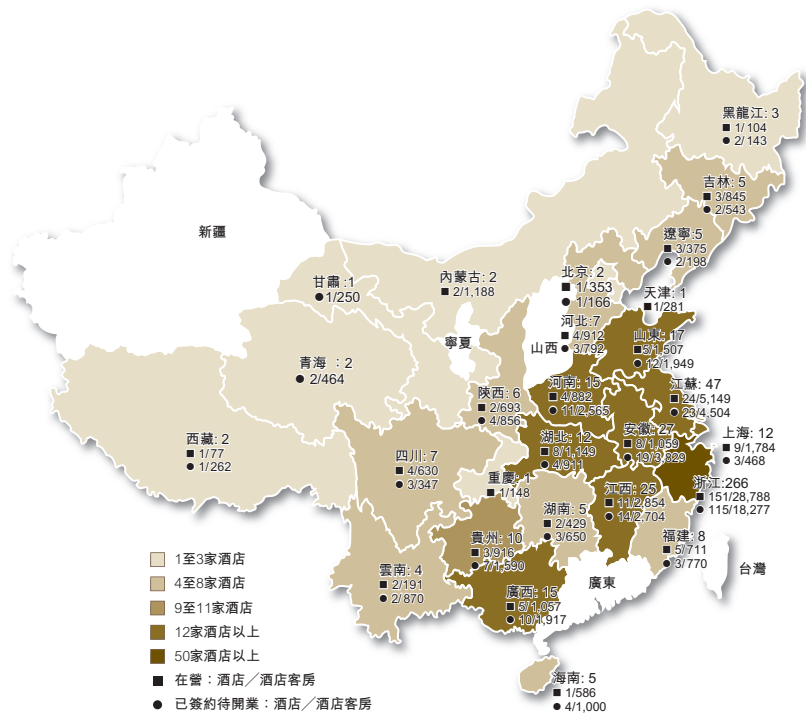 黑龍江: 3
■ 1/104
● 2/143
吉林: 5
■ 3/845
● 2/543
遼寧:5
■ 3/375
● 2/198
新疆
甘肅 :1
● 1/250
內蒙古: 2
■ 2/1,188
北京: 2
■ 1/353
● 1/166
天津: 1
■ 1/281
河北: 7
■ 4/912
● 3/792
寧夏
山西
山東: 17
■ 5/1,507
● 12/1,949
青海 : 2
● 2/464
陝西: 6
■ 2/693
● 4/856
河南: 15
■ 4/882
● 11/2,565
江蘇: 47
■ 24/5,149
● 23/4,504
西藏: 2
■ 1/77
● 1/262
四川: 7
■ 4/630
● 3/347
湖北: 12
■ 8/1,149
● 4/911
安徽: 27
■ 8/1,059
● 19/3,829
上海: 12
■ 9/1,784
● 3/468
重慶: 1
■ 1/148
浙江:266
■ 151/28,788
● 115/18,277
江西: 25
■ 11/2,854
● 14/2,704
湖南: 5
■ 2/429
● 3/650
貴州: 10
■ 3/916
● 7/1,590
福建: 8
■ 5/711
● 3/770
雲南: 4
■ 2/191
● 2/870
廣西: 15
■ 5/1,057
● 10/1,917
廣東
台灣
海南: 5
■ 1/586
● 4/1,000
1至3家酒店
4至8家酒店
9至11家酒店
12家酒店以上
50家酒店以上
■ 在營：酒店／酒店客房
● 已簽約待開業：酒店／酒店客房